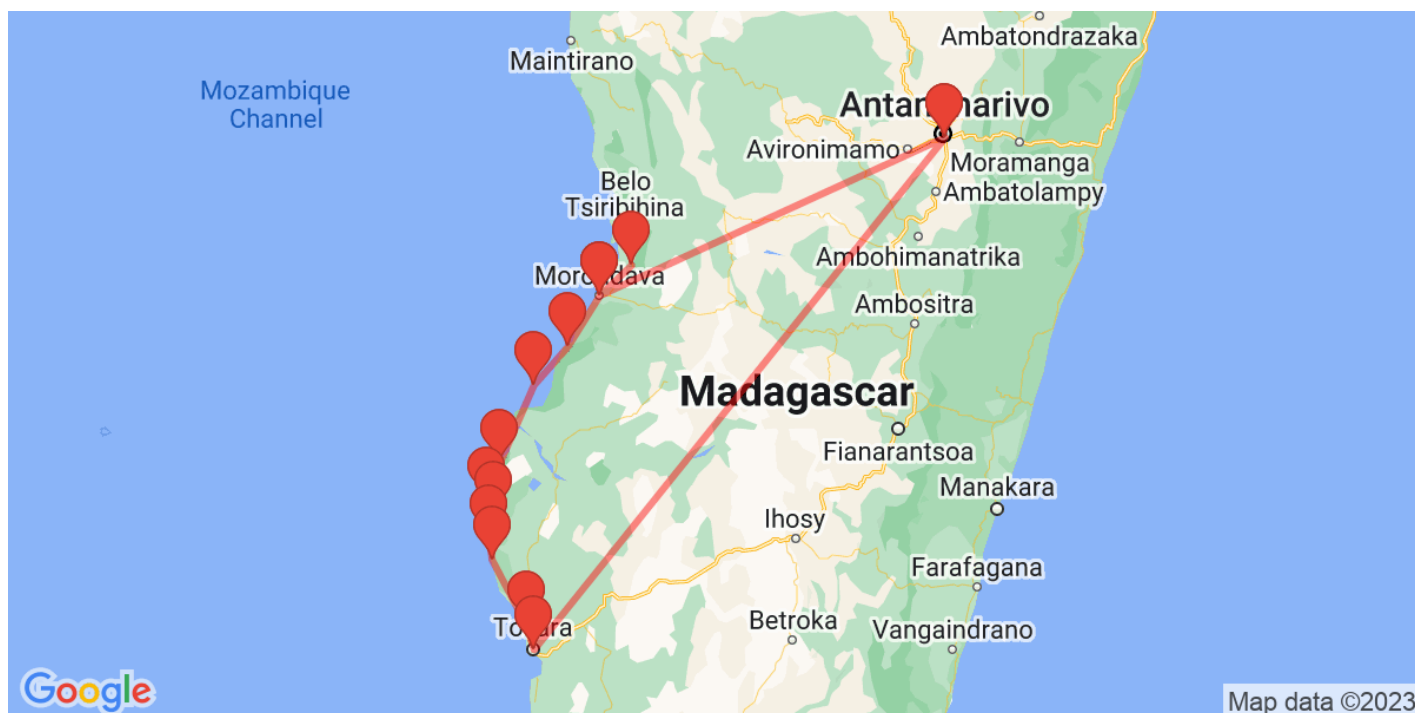 Ambatondrazaka
Maintirano
Mozambique
Channel
Antananarivo
Avironimamo
Moramanga
Belo
Tsiribihina
Ambatolampy
Ambohimanatrika
Morondava
Ambositra
Madagascar
Fianarantsoa
Manakara
Ihosy
Farafagana
Betroka
Vangaindrano
Toliara
Google
Map data ©2023